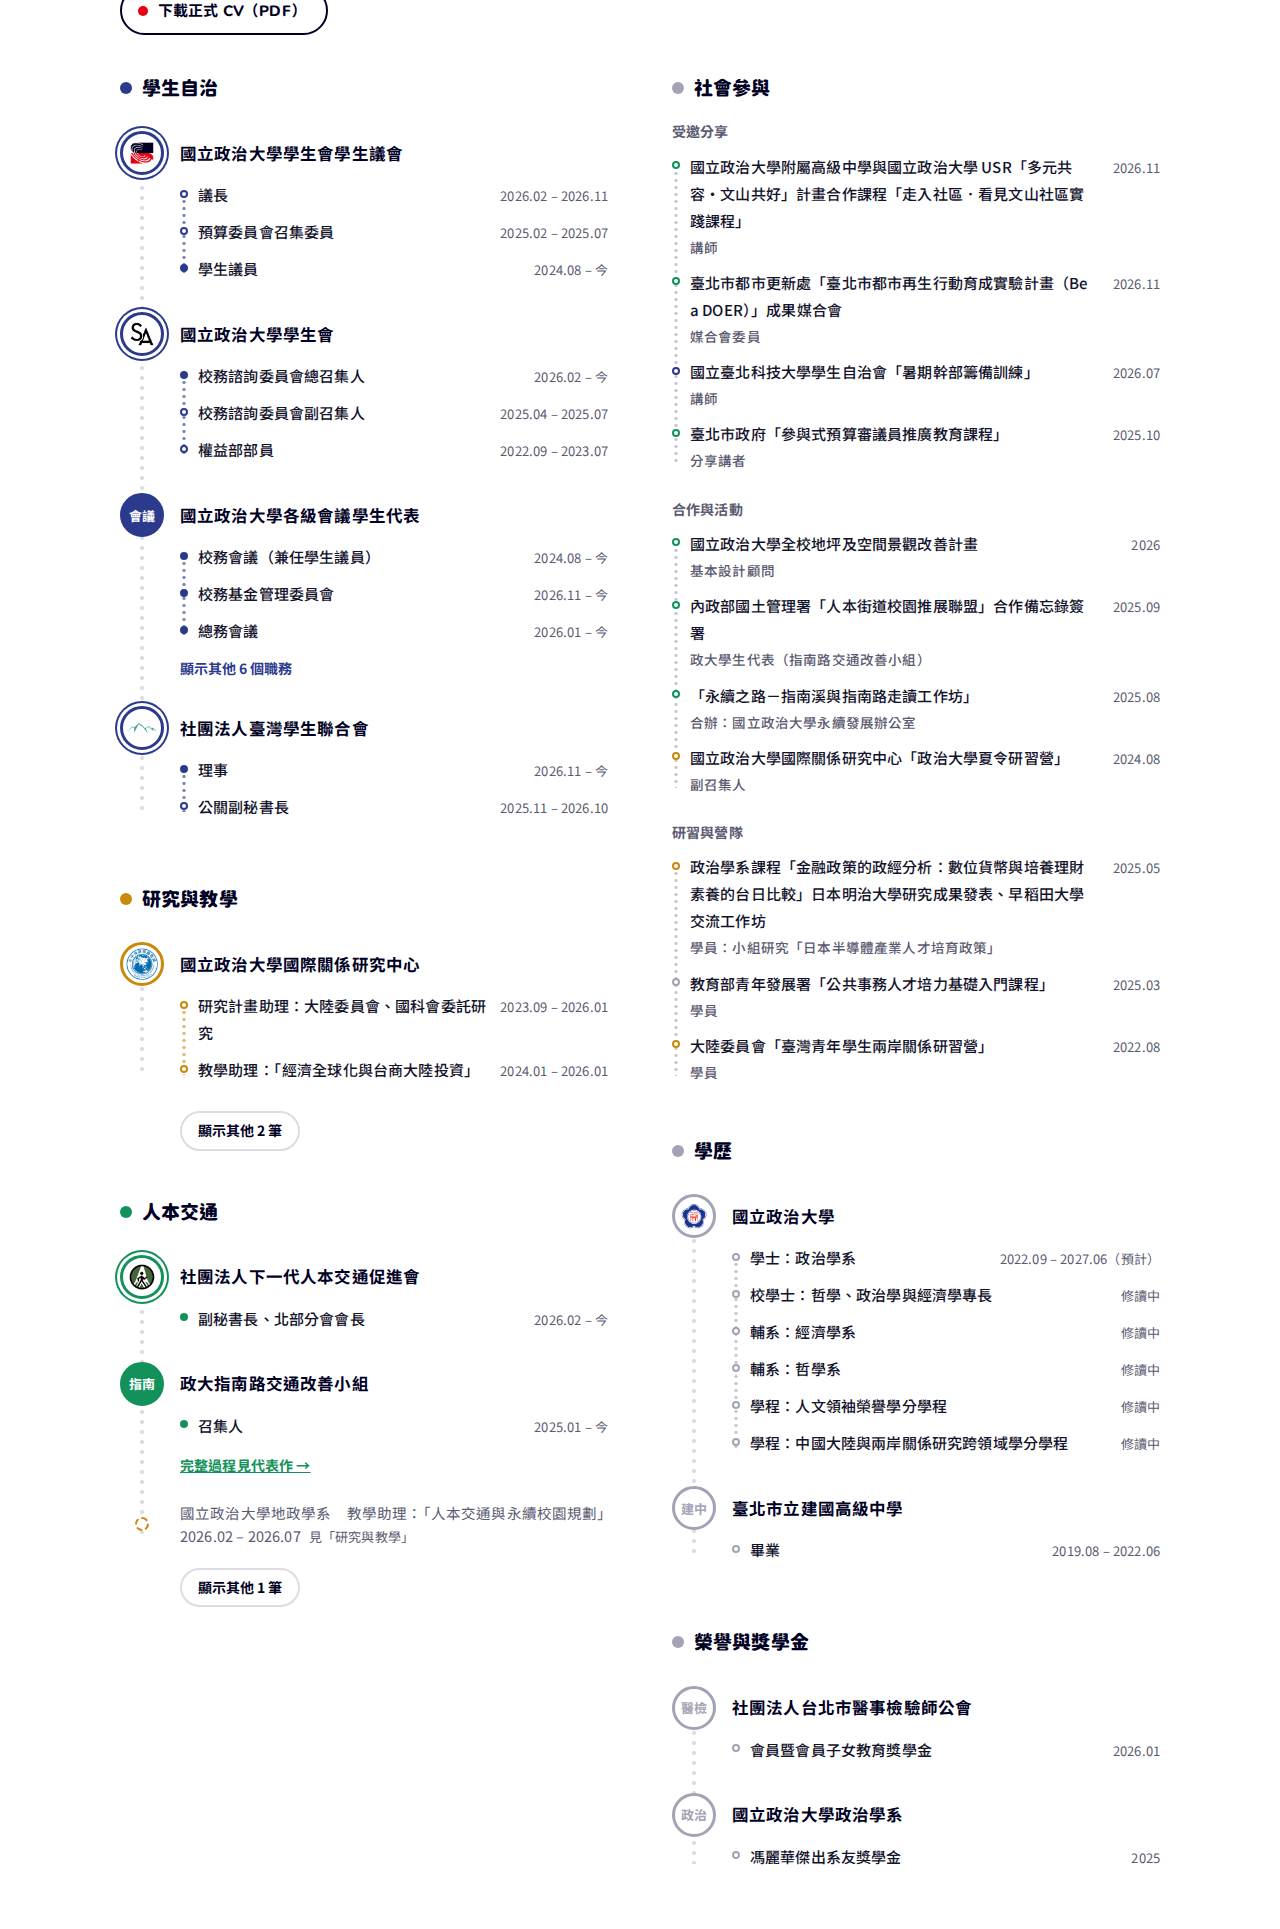 下載正式 CV（PDF）
學生自治
國立政治大學學生會學生議會
議長 2026.02 – 2026.11
預算委員會召集委員 2025.02 – 2025.07
學生議員 2024.08 – 今
SA
國立政治大學學生會
校務諮詢委員會總召集人 2026.02 – 今
校務諮詢委員會副召集人 2025.04 – 2025.07
權益部部員 2022.09 – 2023.07
會議
國立政治大學各級會議學生代表
校務會議（兼任學生議員） 2024.08 – 今
校務基金管理委員會 2026.11 – 今
總務會議 2026.01 – 今
顯示其他 6 個職務
社團法人臺灣學生聯合會
理事 2026.11 – 今
公關副秘書長 2025.11 – 2026.10
研究與教學
國立政治大學國際關係研究中心
研究計畫助理：大陸委員會、國科會委託研 2023.09 – 2026.01
究
教學助理：「經濟全球化與台商大陸投資」 2024.01 – 2026.01
顯示其他 2 筆
人本交通
社團法人下一代人本交通促進會
副秘書長、北部分會會長 2026.02 – 今
指南
政大指南路交通改善小組
召集人 2025.01 – 今
完整過程見代表作 →
國立政治大學地政學系　教學助理：「人本交通與永續校園規劃」
2026.02 – 2026.07 見「研究與教學」
顯示其他 1 筆
社會參與
受邀分享
國立政治大學附屬高級中學與國立政治大學 USR「多元共 2026.11
容・文山共好」計畫合作課程「走入社區・看見文山社區實
踐課程」
講師
臺北市都市更新處「臺北市都市再生行動育成實驗計畫（Be 2026.11
a DOER）」成果媒合會
媒合會委員
國立臺北科技大學學生自治會「暑期幹部籌備訓練」 2026.07
講師
臺北市政府「參與式預算審議員推廣教育課程」 2025.10
分享講者
合作與活動
國立政治大學全校地坪及空間景觀改善計畫 2026
基本設計顧問
內政部國土管理署「人本街道校園推展聯盟」合作備忘錄簽 2025.09
署
政大學生代表（指南路交通改善小組）
「永續之路－指南溪與指南路走讀工作坊」 2025.08
合辦：國立政治大學永續發展辦公室
國立政治大學國際關係研究中心「政治大學夏令研習營」 2024.08
副召集人
研習與營隊
政治學系課程「金融政策的政經分析：數位貨幣與培養理財 2025.05
素養的台日比較」日本明治大學研究成果發表、早稻田大學
交流工作坊
學員：小組研究「日本半導體產業人才培育政策」
教育部青年發展署「公共事務人才培力基礎入門課程」 2025.03
學員
大陸委員會「臺灣青年學生兩岸關係研習營」 2022.08
學員
學歷
國立政治大學
學士：政治學系 2022.09 – 2027.06（預計）
校學士：哲學、政治學與經濟學專長 修讀中
輔系：經濟學系 修讀中
輔系：哲學系 修讀中
學程：人文領袖榮譽學分學程 修讀中
學程：中國大陸與兩岸關係研究跨領域學分學程 修讀中
建中
臺北市立建國高級中學
畢業 2019.08 – 2022.06
榮譽與獎學金
醫檢
社團法人台北市醫事檢驗師公會
會員暨會員子女教育獎學金 2026.01
政治
國立政治大學政治學系
馮麗華傑出系友獎學金 2025